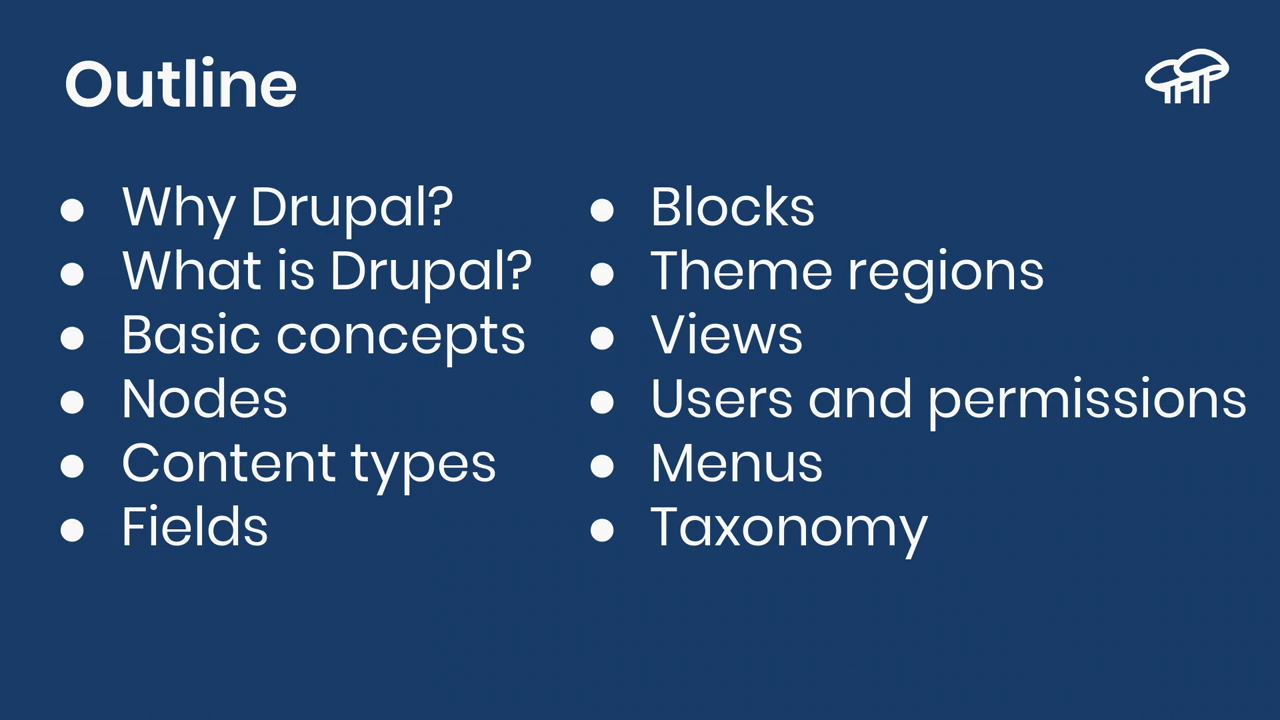 Outline
● Why Drupal?
● What is Drupal?
● Basic concepts
● Nodes
● Content types
● Fields
● Blocks
● Theme regions
● Views
● Users and permissions
● Menus
● Taxonomy